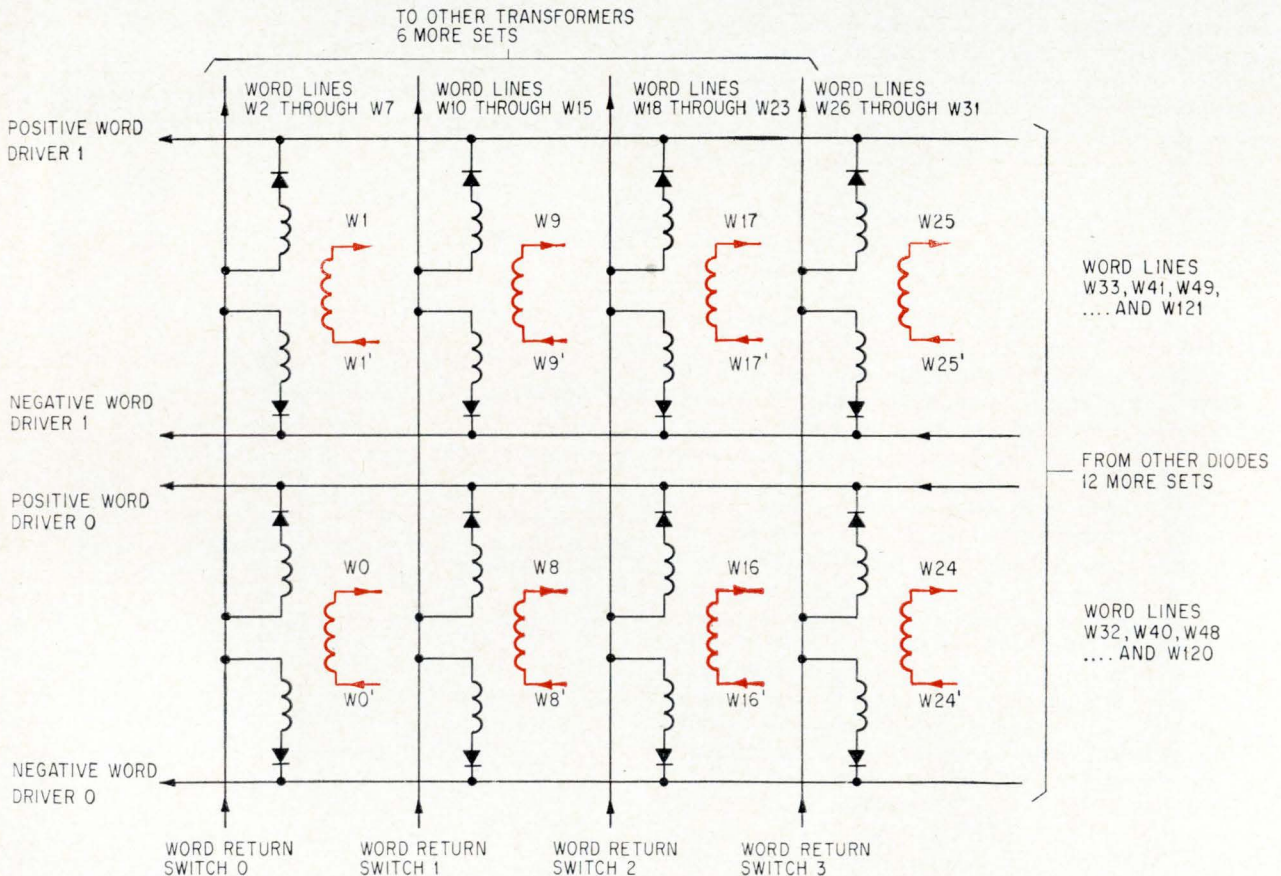 TO OTHER TRANSFORMERS
6 MORE SETS
WORD LINES
W2 THROUGH W7
WORD LINES
W10 THROUGH W15
WORD LINES
W18 THROUGH W23
WORD LINES
W26 THROUGH W31
POSITIVE WORD
DRIVER 1
W1
W9
W17
W25
WORD LINES
W33, W41, W49,
.... AND W121
W1'
W9'
W17'
W25'
NEGATIVE WORD
DRIVER 1
FROM OTHER DIODES
12 MORE SETS
POSITIVE WORD
DRIVER 0
W0
W8
W16
W24
WORD LINES
W32, W40, W48
.... AND W120
W0'
W8'
W16'
W24'
NEGATIVE WORD
DRIVER 0
WORD RETURN
SWITCH 0
WORD RETURN
SWITCH 1
WORD RETURN
SWITCH 2
WORD RETURN
SWITCH 3